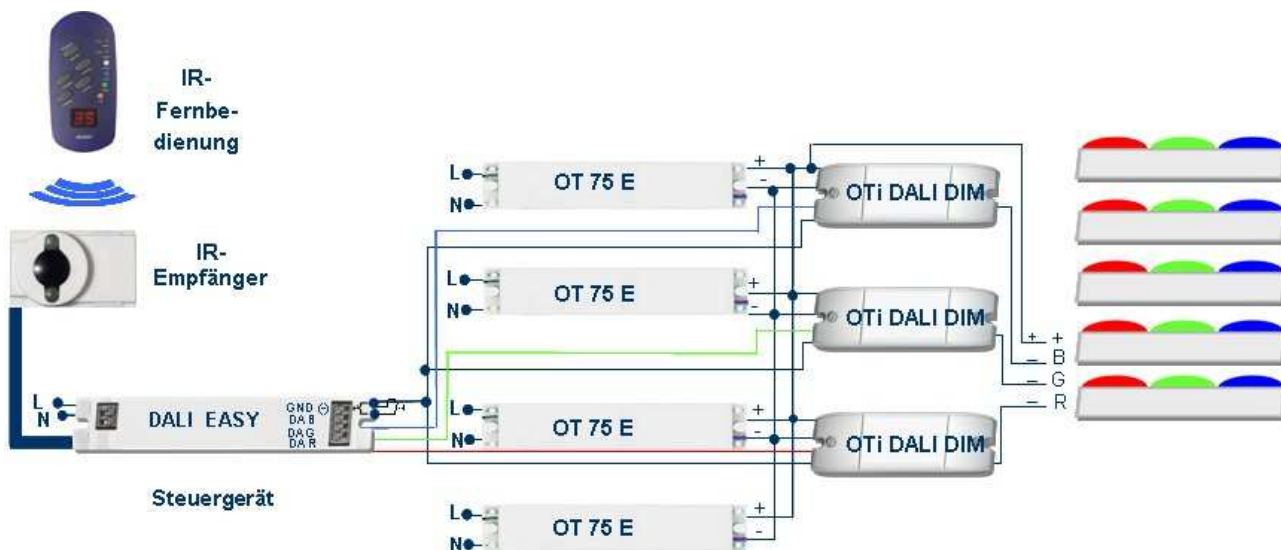 IR-
Fernbe-
dienung
IR-
Empfänger
L
N
DALI EASY
GND (-)
DA B
DA G
DA R
Steuergerät
L
N
OT 75 E
+
-
OTi DALI DIM
L
N
OT 75 E
+
-
OTi DALI DIM
L
N
OT 75 E
+
-
OTi DALI DIM
L
N
OT 75 E
+
-
+ +
- B
- G
- R
35